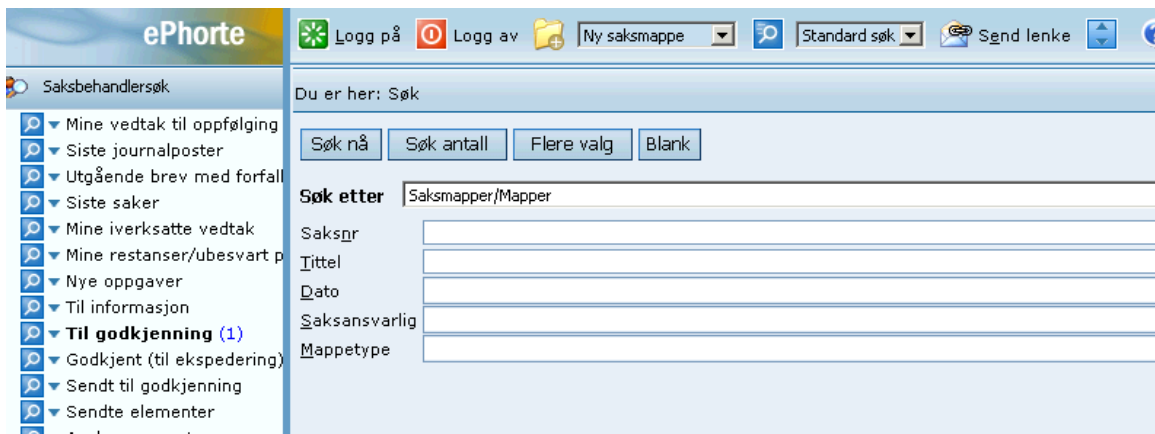 ePhorte
Logg på Logg av Ny saksmappe Standard søk Send lenke
Saksbehandlersøk
Mine vedtak til oppfølging
Siste journalposter
Utgående brev med forfall
Siste saker
Mine iverksatte vedtak
Mine restanser/ubesvart p
Nye oppgaver
Til informasjon
Til godkjenning (1)
Godkjent (til ekspedering)
Sendt til godkjenning
Sendte elementer
Du er her: Søk
Søk nå Søk antall Flere valg Blank
Søk etter Saksmapper/Mapper
Saksnr
Tittel
Dato
Saksansvarlig
Mappetype